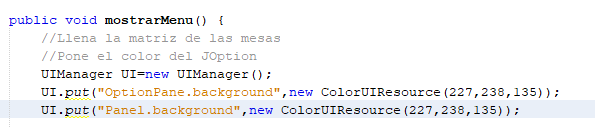 public void mostrarMenu() {
//Llena la matriz de las mesas
//Pone el color del JOption
UIManager UI=new UIManager();
UI.put("OptionPane.background",new ColorUIResource(227,238,135));
UI.put("Panel.background",new ColorUIResource(227,238,135));